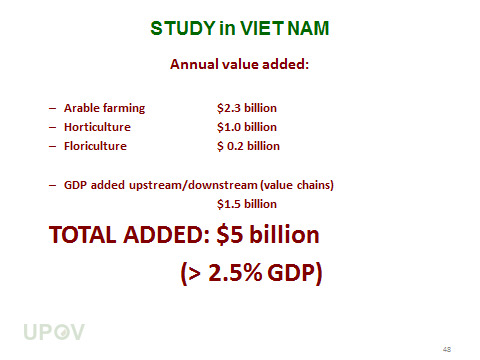 STUDY in VIET NAM
Annual value added:
– Arable farming $2.3 billion
– Horticulture $1.0 billion
– Floriculture $ 0.2 billion
– GDP added upstream/downstream (value chains)
$1.5 billion
TOTAL ADDED: $5 billion
(> 2.5% GDP)
UPOV
48